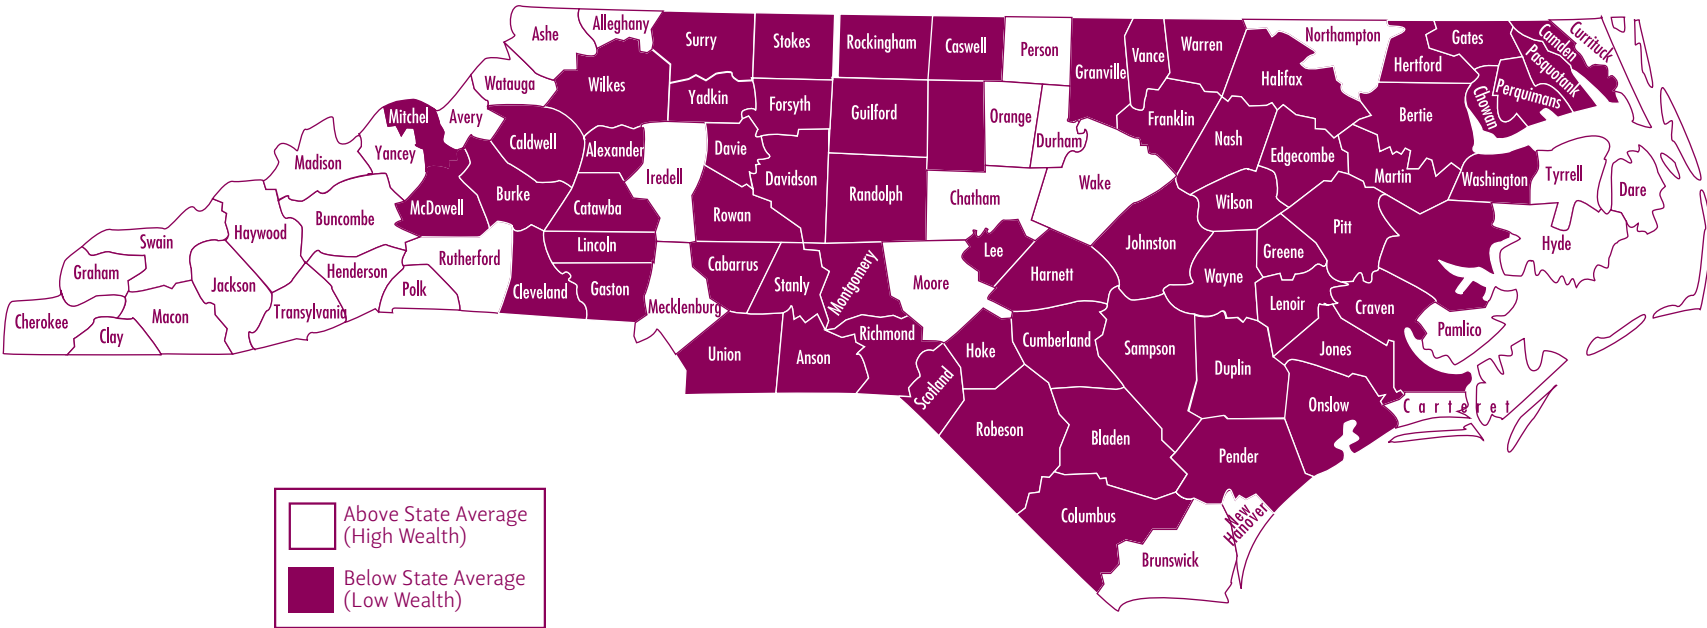 Ashe
Alleghany
Surry
Stokes
Rockingham
Caswell
Person
Granville
Vance
Warren
Northampton
Gates
Camden
Currituck
Pasquotank
Perquimans
Chowan
Hertford
Halifax
Bertie
Watauga
Wilkes
Yadkin
Forsyth
Guilford
Orange
Durham
Franklin
Nash
Edgecombe
Martin
Washington
Tyrrell
Dare
Mitchel
Avery
Caldwell
Alexander
Iredell
Davie
Davidson
Randolph
Chatham
Wake
Wilson
Pitt
Hyde
Madison
Yancey
McDowell
Burke
Catawba
Rowan
Lee
Johnston
Greene
Buncombe
Haywood
Swain
Graham
Jackson
Henderson
Rutherford
Polk
Transylvania
Lincoln
Cleveland
Gaston
Mecklenburg
Cabarrus
Stanly
Montgomery
Moore
Harnett
Wayne
Lenoir
Craven
Pamlico
Cherokee
Clay
Macon
Union
Anson
Richmond
Scotland
Hoke
Cumberland
Sampson
Duplin
Jones
Onslow
Carteret
Robeson
Bladen
Pender
Columbus
Brunswick
New
Hanover
Above State Average
(High Wealth)
Below State Average
(Low Wealth)